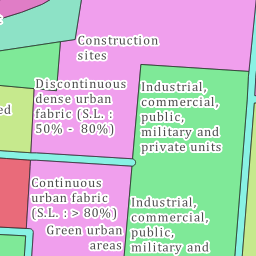 Construction
sites
Discontinuous
dense urban
fabric (S.L. :
50% - 80%)
Industrial,
commercial,
public,
military and
private units
ed
Continuous
urban fabric
(S.L. : > 80%)
Industrial,
commercial,
public,
military and
Green urban
areas